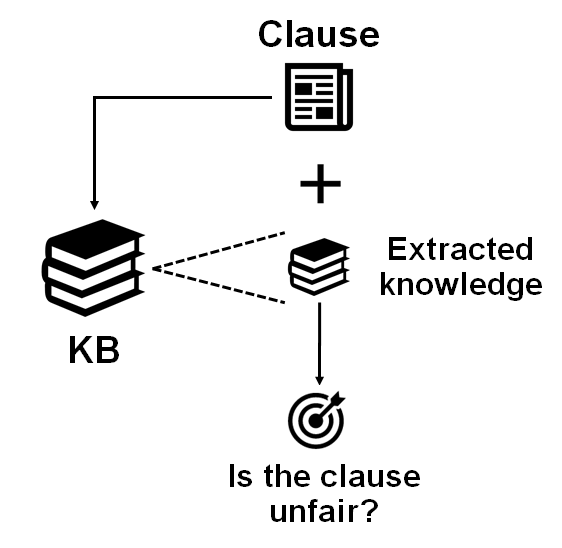 Clause
+
Extracted
knowledge
KB
Is the clause
unfair?